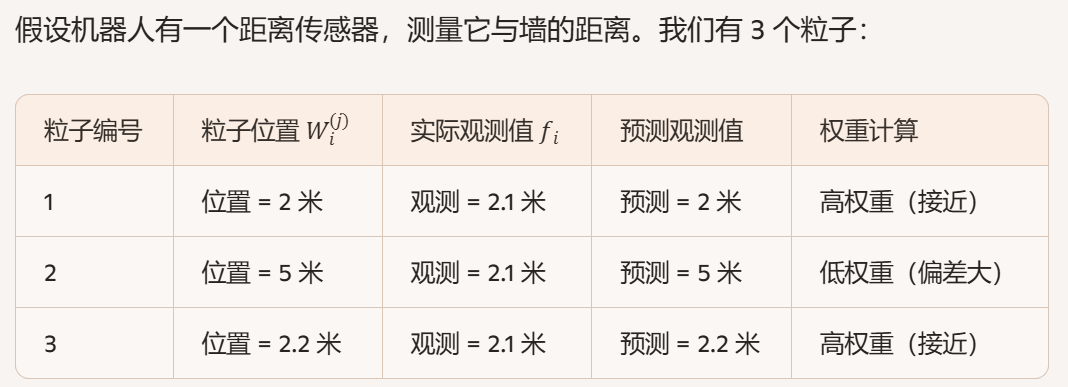 假设机器人有一个距离传感器，测量它与墙的距离。我们有 3 个粒子：
粒子编号 粒子位置 W_i^{(j)} 实际观测值 f_i 预测观测值 权重计算
1 位置 = 2 米 观测 = 2.1 米 预测 = 2 米 高权重（接近）
2 位置 = 5 米 观测 = 2.1 米 预测 = 5 米 低权重（偏差大）
3 位置 = 2.2 米 观测 = 2.1 米 预测 = 2.2 米 高权重（接近）